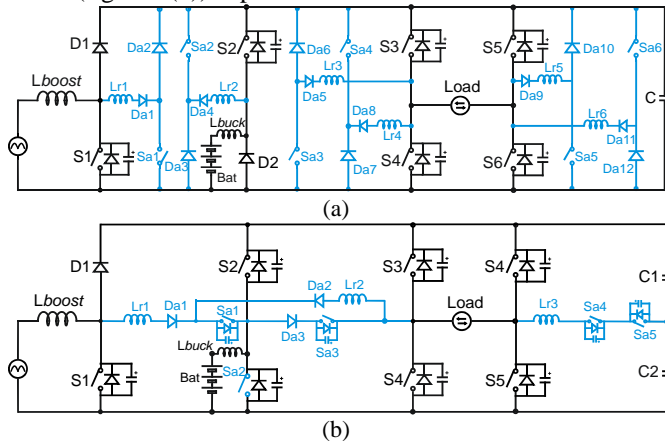 D1
Da2
Sa2
S2
Da6
Sa4
S3
S5
Da10
Sa6
Lboost
Lr1
Da1
Lr2
Da4
Lr3
Da5
Load
Lr5
Da9
C
Lbuck
Da8
Lr4
Lr6
Da11
S1
Sa1
Da3
Bat
D2
Sa3
Da7
S4
S6
Sa5
Da12
(a)
D1
S2
S3
S4
C1
Lboost
Lr1
Da1
Sa1
Da2
Lr2
Da3
Sa3
Load
Lr3
Sa4
Sa5
Lbuck
S1
Bat
Sa2
S4
S5
C2
(b)